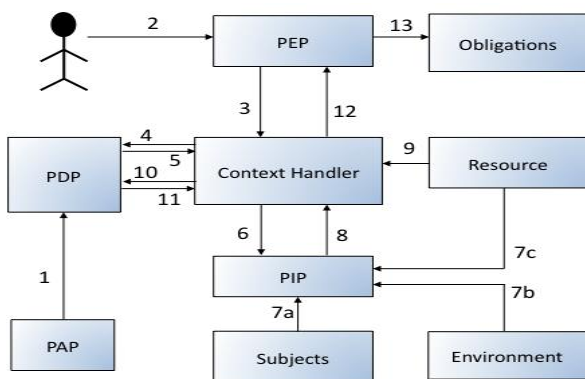 2
PEP
13
Obligations
3
12
4
5
10
11
PDP
Context Handler
9
Resource
6
8
7c
1
PIP
7b
7a
PAP
Subjects
Environment